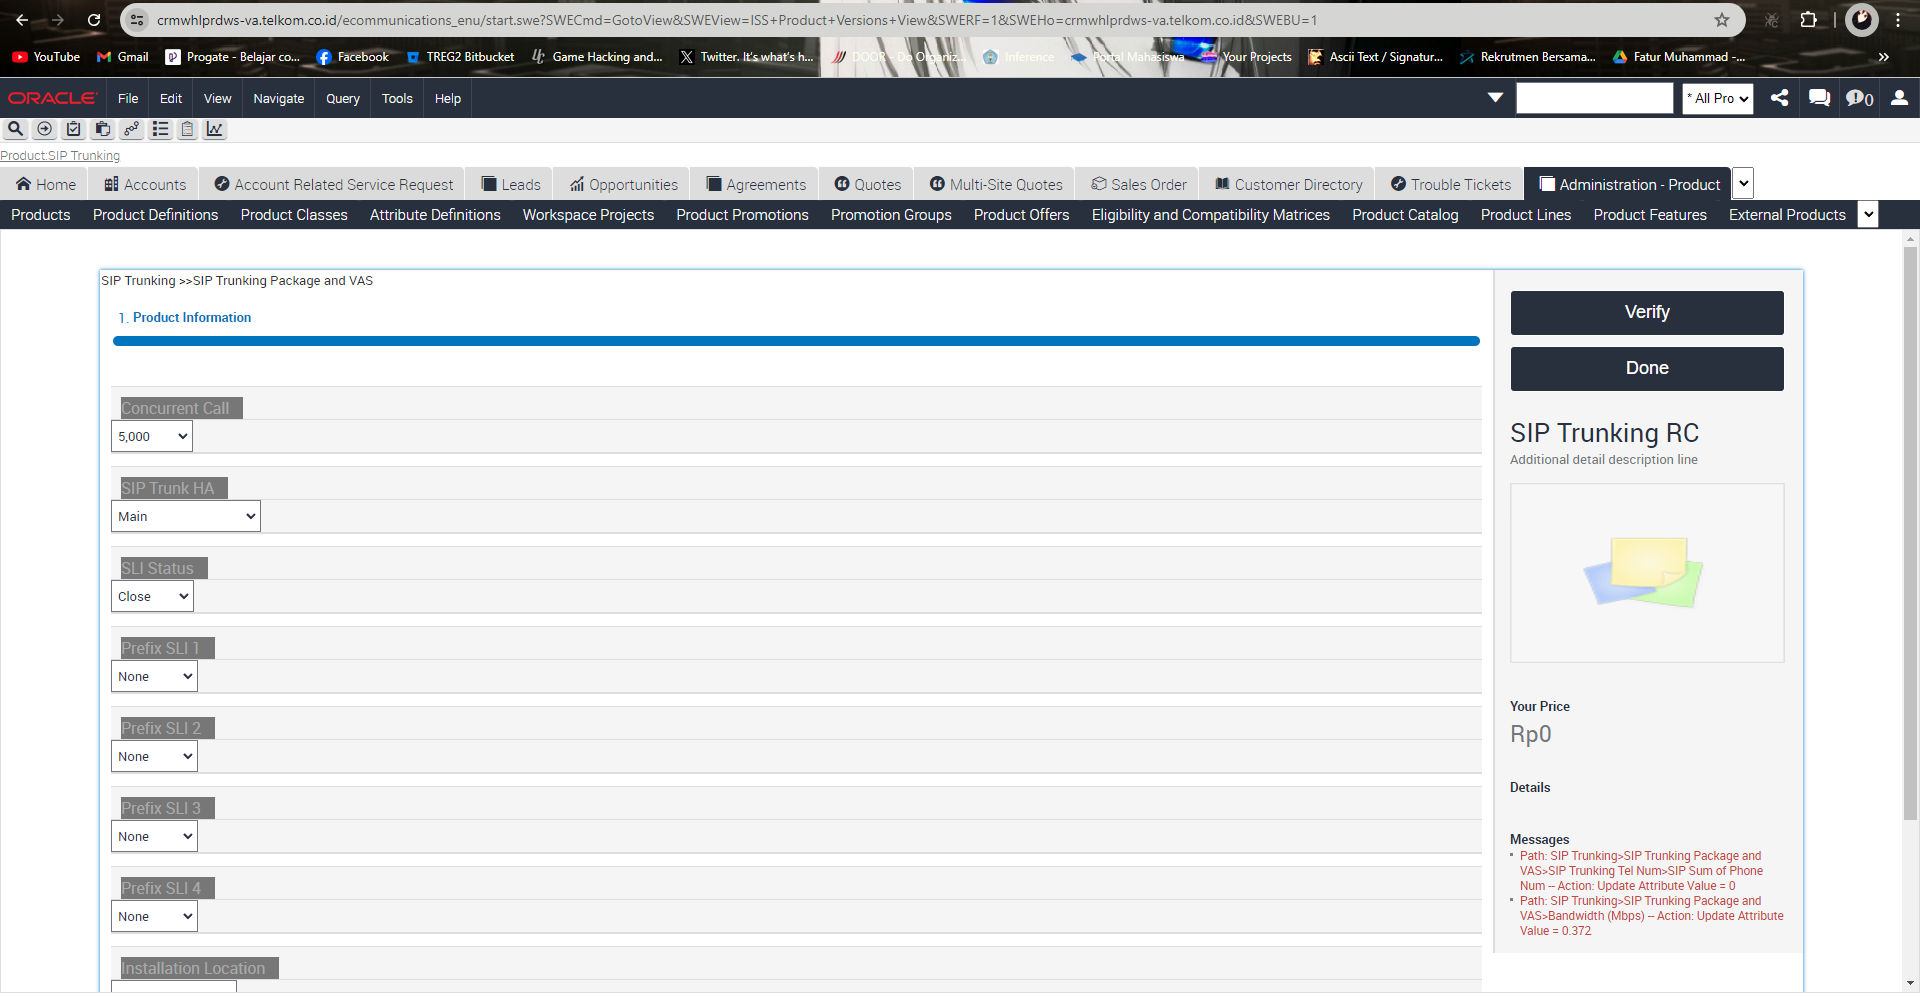 crmwhlprdws-va.telkom.co.id/ecommunications_enu/start.swe?SWECmd=GotoView&SWEView=ISS+Product+Versions+View&SWERF=1&SWEHo=crmwhlprdws-va.telkom.co.id&SWEBU=1
YouTube Gmail Progate - Belajar co... Facebook TREG2 Bitbucket Game Hacking and... Twitter. It's what's h... DOOR - Do Organiz... Inference Portal Mahasiswa Your Projects Ascii Text / Signatur... Rekrutmen Bersama... Fatur Muhammad -... »
ORACLE File Edit View Navigate Query Tools Help * All Pro 0
Product:SIP Trunking
Home Accounts Account Related Service Request Leads Opportunities Agreements Quotes Multi-Site Quotes Sales Order Customer Directory Trouble Tickets Administration - Product
Products Product Definitions Product Classes Attribute Definitions Workspace Projects Product Promotions Promotion Groups Product Offers Eligibility and Compatibility Matrices Product Catalog Product Lines Product Features External Products
SIP Trunking >>SIP Trunking Package and VAS
1. Product Information
Concurrent Call
5,000
SIP Trunk HA
Main
SLI Status
Close
Prefix SLI 1
None
Prefix SLI 2
None
Prefix SLI 3
None
Prefix SLI 4
None
Installation Location
Verify
Done
SIP Trunking RC
Additional detail description line
Your Price
Rp0
Details
Messages
Path: SIP Trunking>SIP Trunking Package and
VAS>SIP Trunking Tel Num>SIP Sum of Phone
Num -- Action: Update Attribute Value = 0
Path: SIP Trunking>SIP Trunking Package and
VAS>Bandwidth (Mbps) -- Action: Update Attribute
Value = 0.372